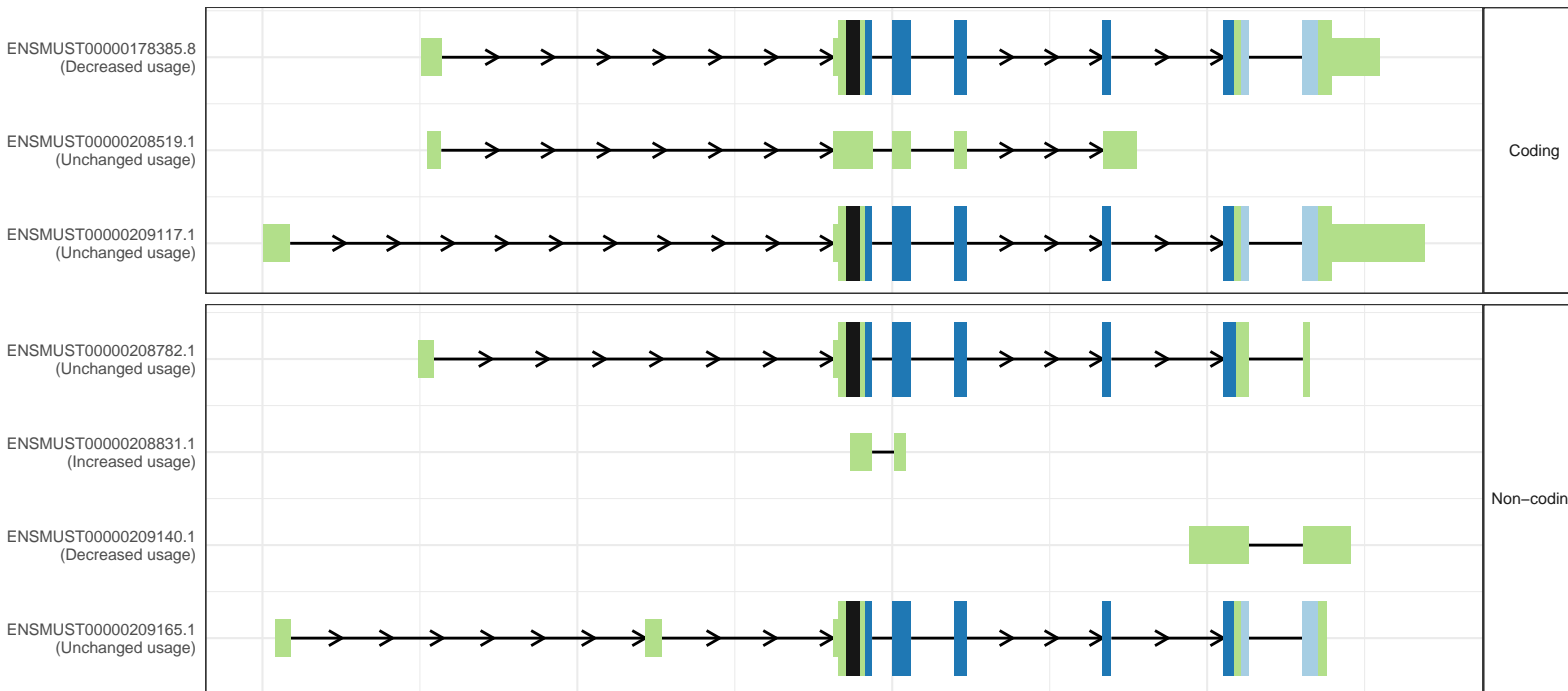 ENSMUST00000178385.8
(Decreased usage)
ENSMUST00000208519.1
(Unchanged usage)
Coding
ENSMUST00000209117.1
(Unchanged usage)
ENSMUST00000208782.1
(Unchanged usage)
ENSMUST00000208831.1
(Increased usage)
Non−codin
ENSMUST00000209140.1
(Decreased usage)
ENSMUST00000209165.1
(Unchanged usage)